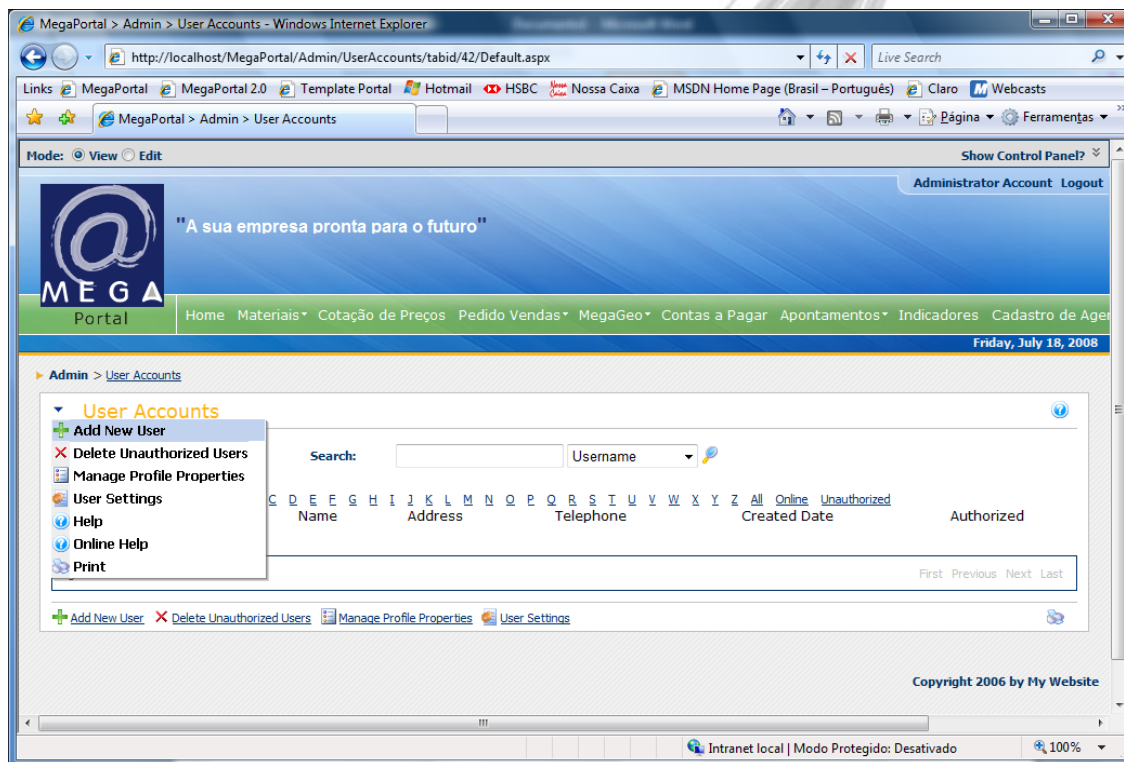 MegaPortal > Admin > User Accounts - Windows Internet Explorer
http://localhost/MegaPortal/Admin/UserAccounts/tabid/42/Default.aspx
Live Search
Links MegaPortal MegaPortal 2.0 Template Portal Hotmail HSBC Nossa Caixa MSDN Home Page (Brasil – Português) Claro Webcasts
MegaPortal > Admin > User Accounts
Página Ferramentas
Mode: View Edit Show Control Panel?
Administrator Account Logout
"A sua empresa pronta para o futuro"
MEGA
Portal
Home Materiais Cotação de Preços Pedido Vendas MegaGeo Contas a Pagar Apontamentos Indicadores Cadastro de Age
Friday, July 18, 2008
Admin > User Accounts
User Accounts
Add New User
Delete Unauthorized Users
Manage Profile Properties
User Settings
Help
Online Help
Print
Search: Username
C D E F G H I J K L M N O P Q R S T U V W X Y Z All Online Unauthorized
Name Address Telephone Created Date Authorized
First Previous Next Last
Add New User Delete Unauthorized Users Manage Profile Properties User Settings
Copyright 2006 by My Website
Intranet local | Modo Protegido: Desativado 100%